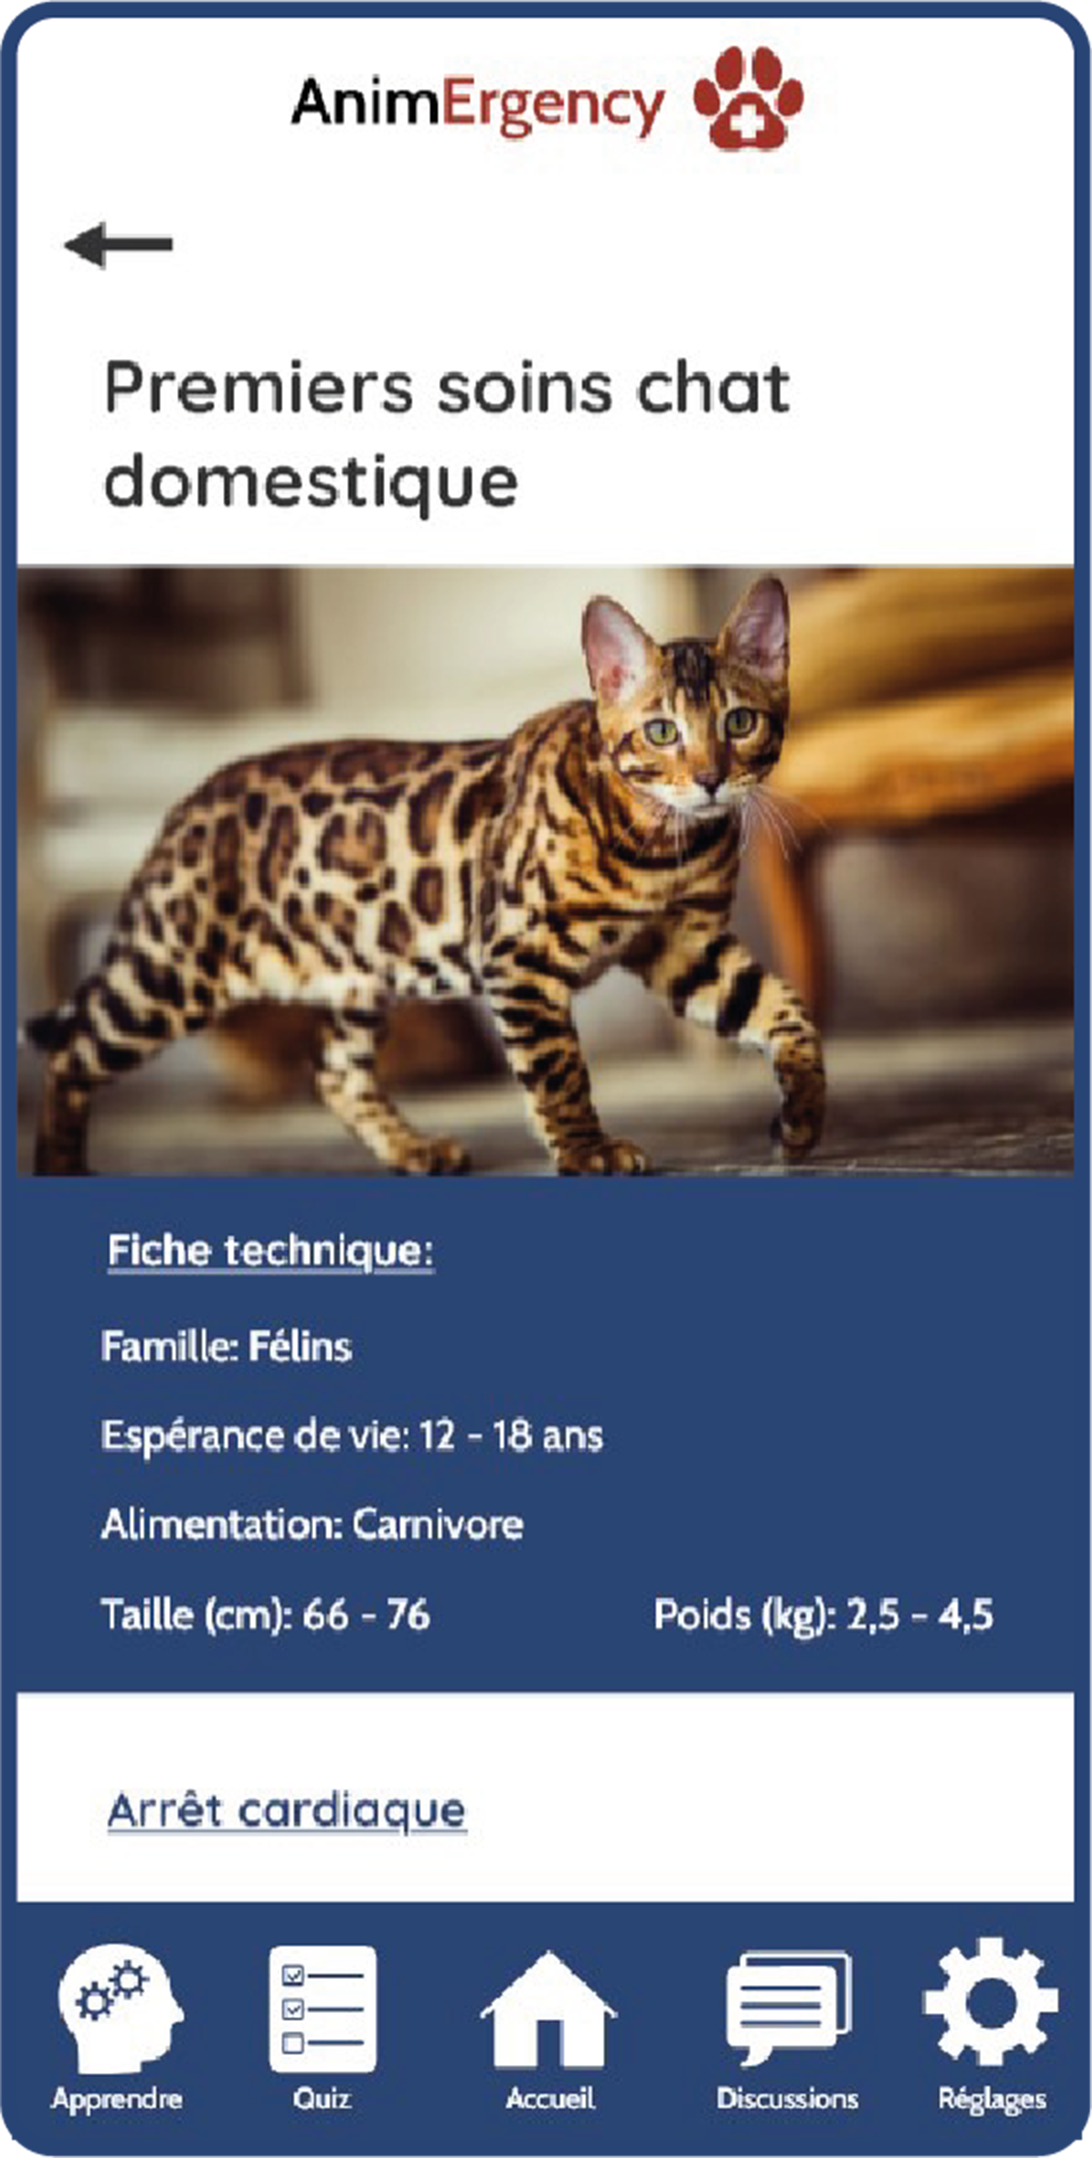 AnimErgency
Premiers soins chat
domestique
Fiche technique:
Famille: Félins
Espérance de vie: 12 - 18 ans
Alimentation: Carnivore
Taille (cm): 66 - 76 Poids (kg): 2,5 - 4,5
Arrêt cardiaque
Apprendre Quiz Accueil Discussions Réglages